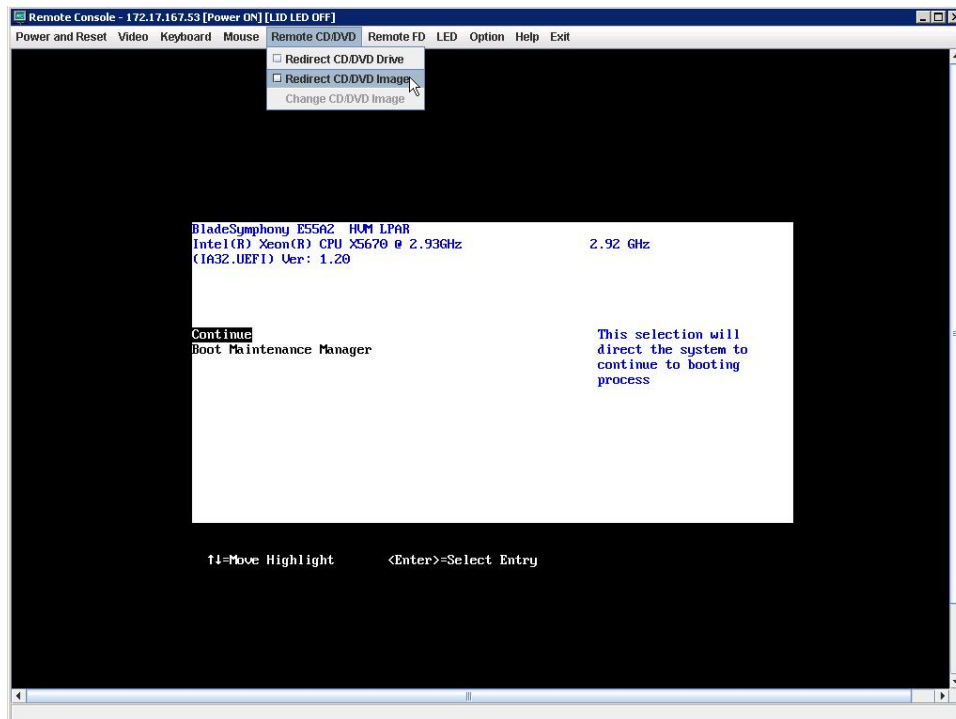 Remote Console - 172.17.167.53 [Power ON] [LID LED OFF]
Power and Reset Video Keyboard Mouse Remote CD/DVD Remote FD LED Option Help Exit
Redirect CD/DVD Drive
Redirect CD/DVD Image
Change CD/DVD Image
BladeSymphony E55A2 HVM LPAR
Intel(R) Xeon(R) CPU X5670 @ 2.93GHz 2.92 GHz
(IA32.UEFI) Ver: 1.20
Continue
Boot Maintenance Manager
This selection will
direct the system to
continue to booting
process
↑↓=Move Highlight <Enter>=Select Entry